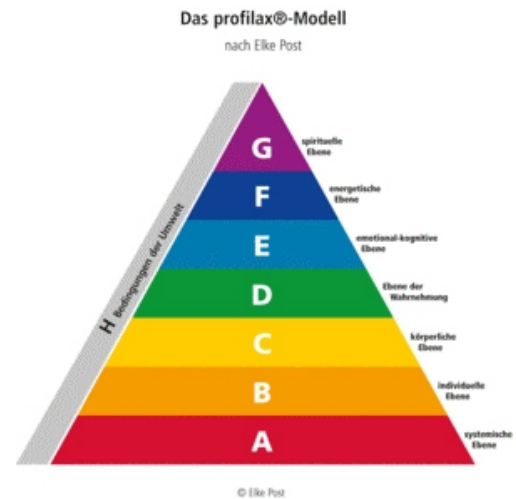 Das profilax®-Modell
nach Elke Post
G
spirituelle
Ebene
F
energetische
Ebene
E
emotional-kognitive
Ebene
D
Ebene der
Wahrnehmung
C
körperliche
Ebene
B
individuelle
Ebene
A
systemische
Ebene
H Bedingungen der Umwelt
© Elke Post